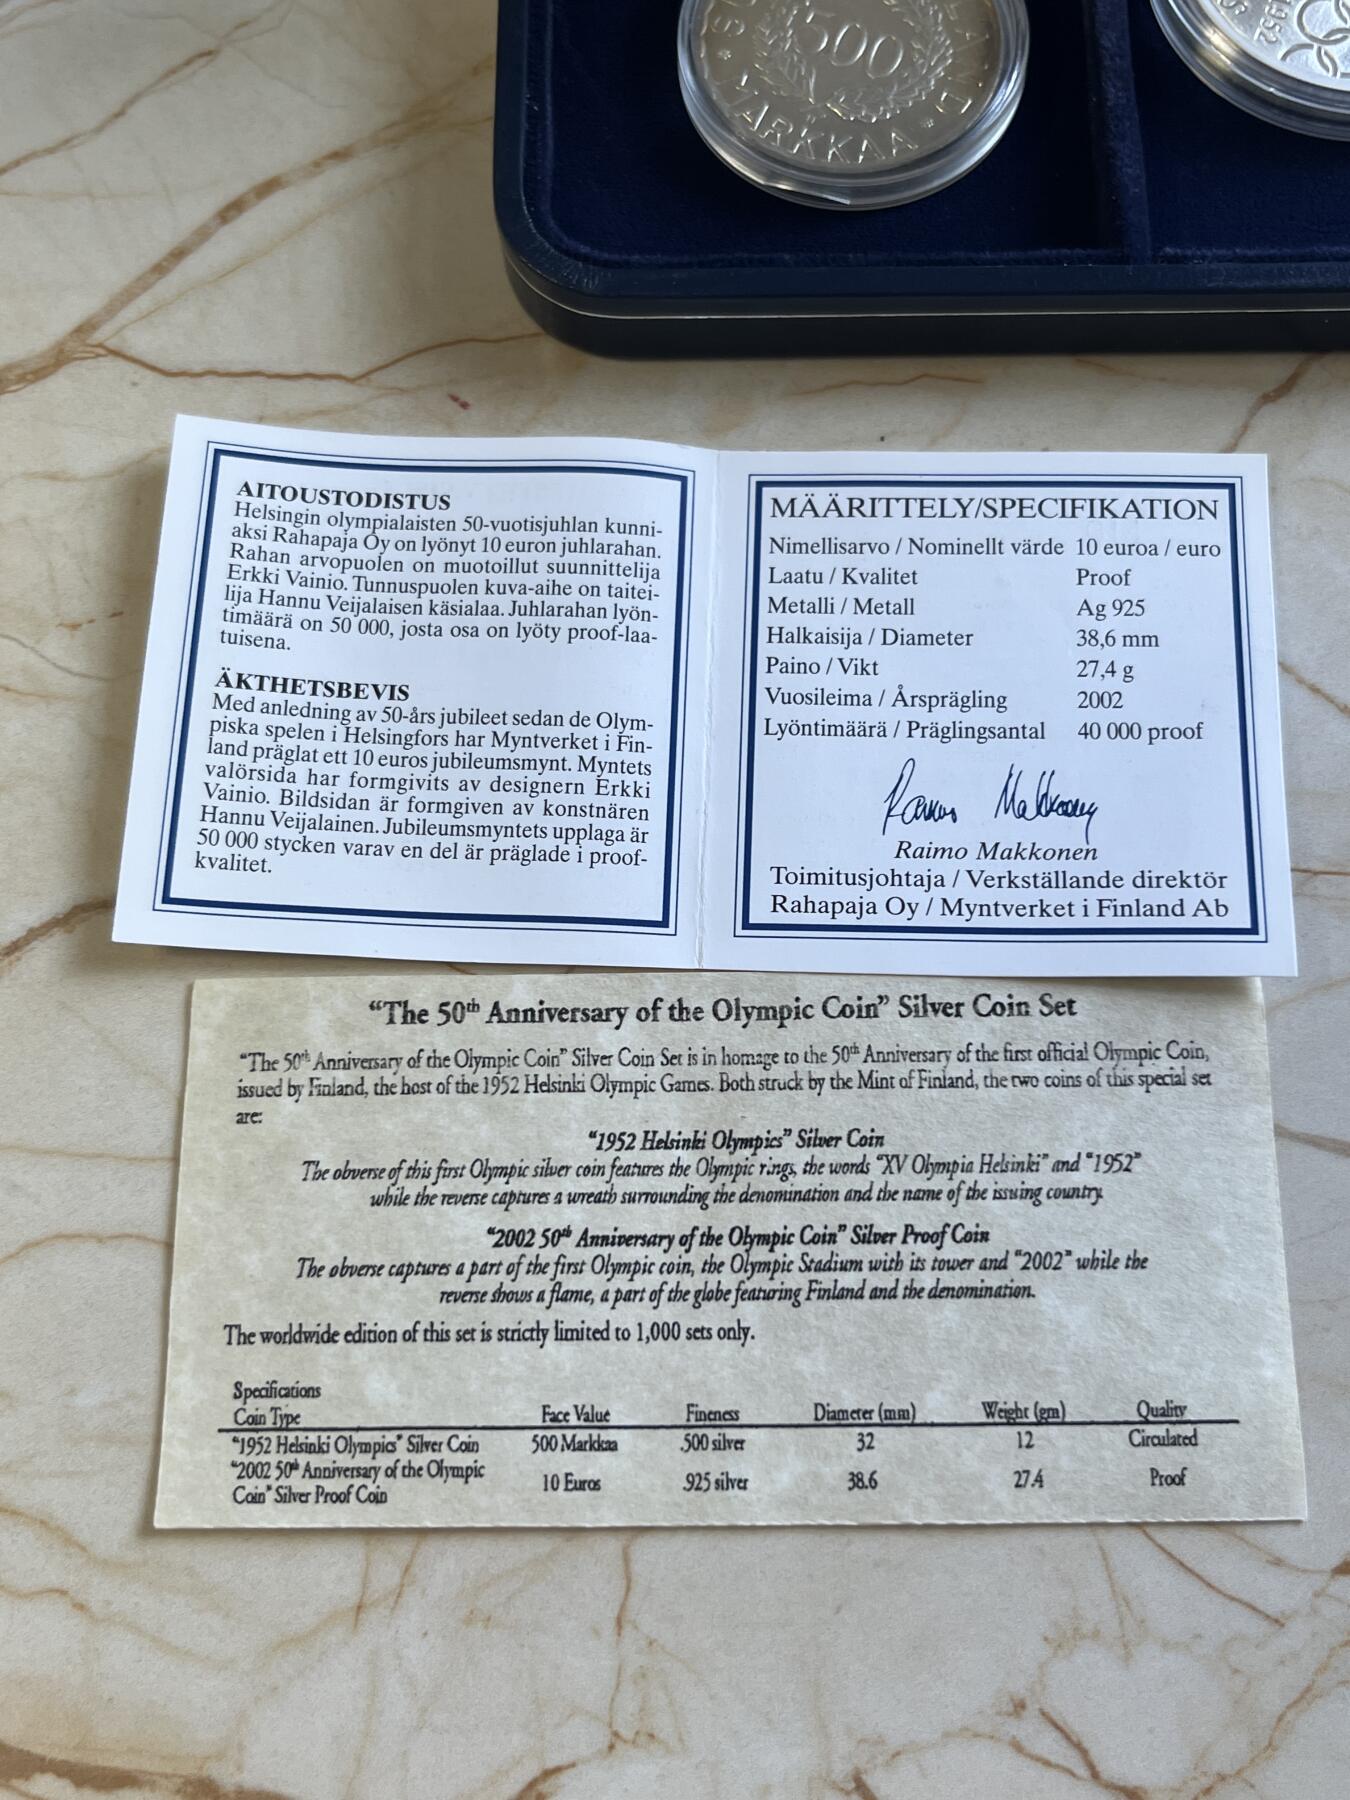 500
MARKKAA
1952
AITOUSTODISTUS
Helsingin olympialaisten 50-vuotisjuhlan kunni-
aksi Rahapaja Oy on lyönyt 10 euron juhlarahan.
Rahan arvopuolen on muotoillut suunnittelija
Erkki Vainio. Tunnuspuolen kuva-aihe on taitei-
lija Hannu Veijalaisen käsialaa. Juhlarahan lyön-
timäärä on 50 000, josta osa on lyöty proof-laa-
tuisena.
ÄKTHETSBEVIS
Med anledning av 50-års jubileet sedan de Olym-
piska spelen i Helsingfors har Myntverket i Fin-
land präglat ett 10 euros jubileumsmynt. Myntets
valörsida har formgivits av designern Erkki
Vainio. Bildsidan är formgiven av konstnären
Hannu Veijalainen. Jubileumsmyntets upplaga är
50 000 stycken varav en del är präglade i proof-
kvalitet.
MÄÄRITTELY/SPECIFIKATION
Nimellisarvo / Nominellt värde 10 euroa / euro
Laatu / Kvalitet Proof
Metalli / Metall Ag 925
Halkaisija / Diameter 38,6 mm
Paino / Vikt 27,4 g
Vuosileima / Årsprägling 2002
Lyöntimäärä / Präglingsantal 40 000 proof
Raimo Makkonen
Toimitusjohtaja / Verkställande direktör
Rahapaja Oy / Myntverket i Finland Ab
“The 50th Anniversary of the Olympic Coin” Silver Coin Set
“The 50th Anniversary of the Olympic Coin” Silver Coin Set is in homage to the 50th Anniversary of the first official Olympic Coin,
issued by Finland, the host of the 1952 Helsinki Olympic Games. Both struck by the Mint of Finland, the two coins of this special set
are:
“1952 Helsinki Olympics” Silver Coin
The obverse of this first Olympic silver coin features the Olympic rings, the words “XV Olympia Helsinki” and “1952”
while the reverse captures a wreath surrounding the denomination and the name of the issuing country.
“2002 50th Anniversary of the Olympic Coin” Silver Proof Coin
The obverse captures a part of the first Olympic coin, the Olympic Stadium with its tower and “2002” while the
reverse shows a flame, a part of the globe featuring Finland and the denomination.
The worldwide edition of this set is strictly limited to 1,000 sets only.
Specifications
Coin Type Face Value Fineness Diameter (mm) Weight (gm) Quality
“1952 Helsinki Olympics” Silver Coin 500 Markkaa .500 silver 32 12 Circulated
“2002 50th Anniversary of the Olympic
Coin” Silver Proof Coin 10 Euros .925 silver 38.6 27.4 Proof